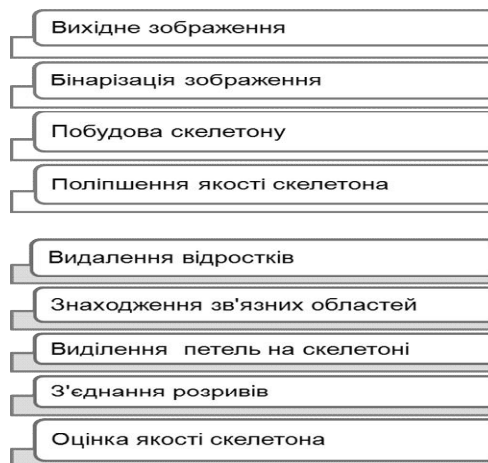 Вихідне зображення
Бінарізація зображення
Побудова скелетону
Поліпшення якості скелетона
Видалення відростків
Знаходження зв'язних областей
Виділення петель на скелетоні
З'єднання розривів
Оцінка якості скелетона